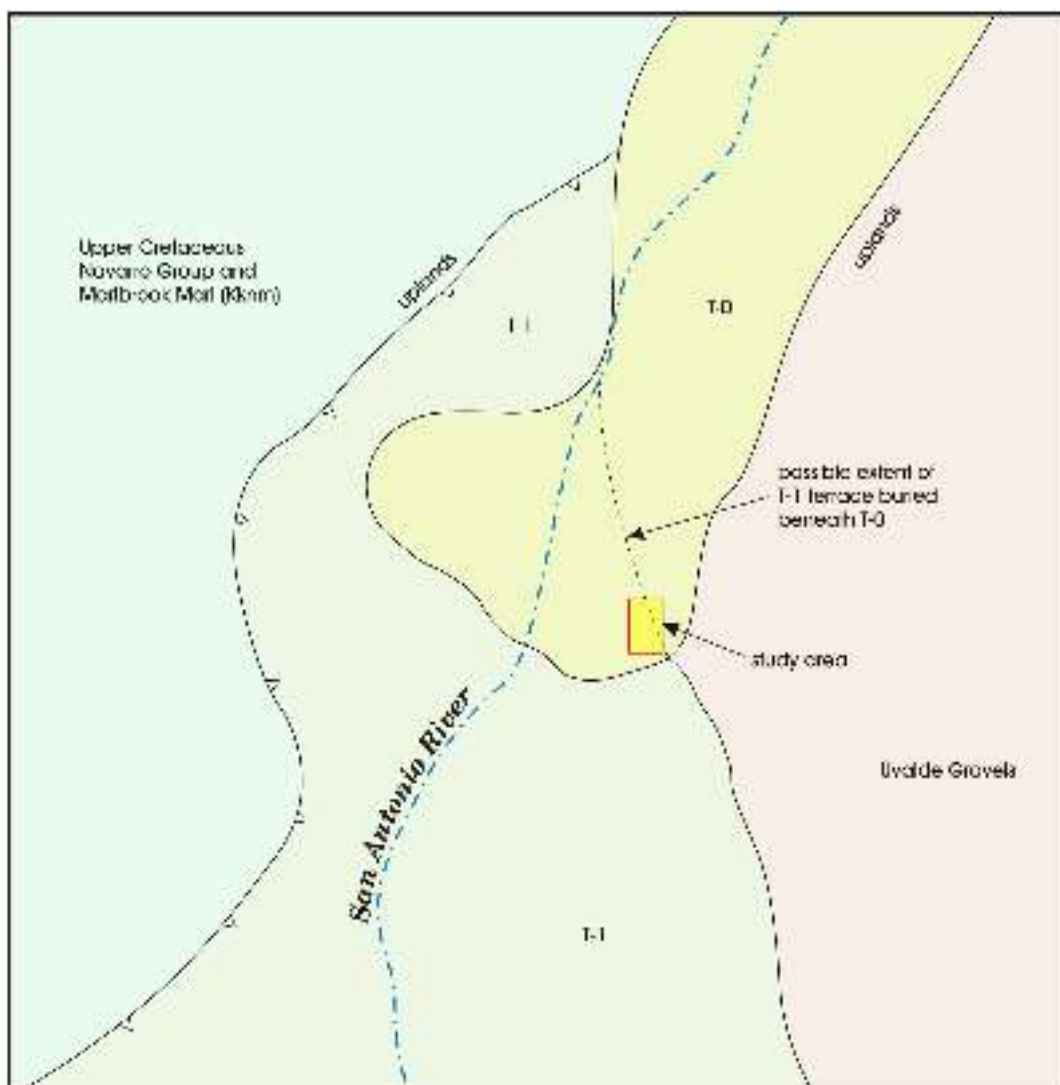 Upper Cretaceous
Navarro Group and
Marlbrook Marl (Kknm)
uplands
T-1
T-0
uplands
possible extent of
T-1 terrace buried
beneath T-0
study area
San Antonio River
Uvalde Gravels
T-1